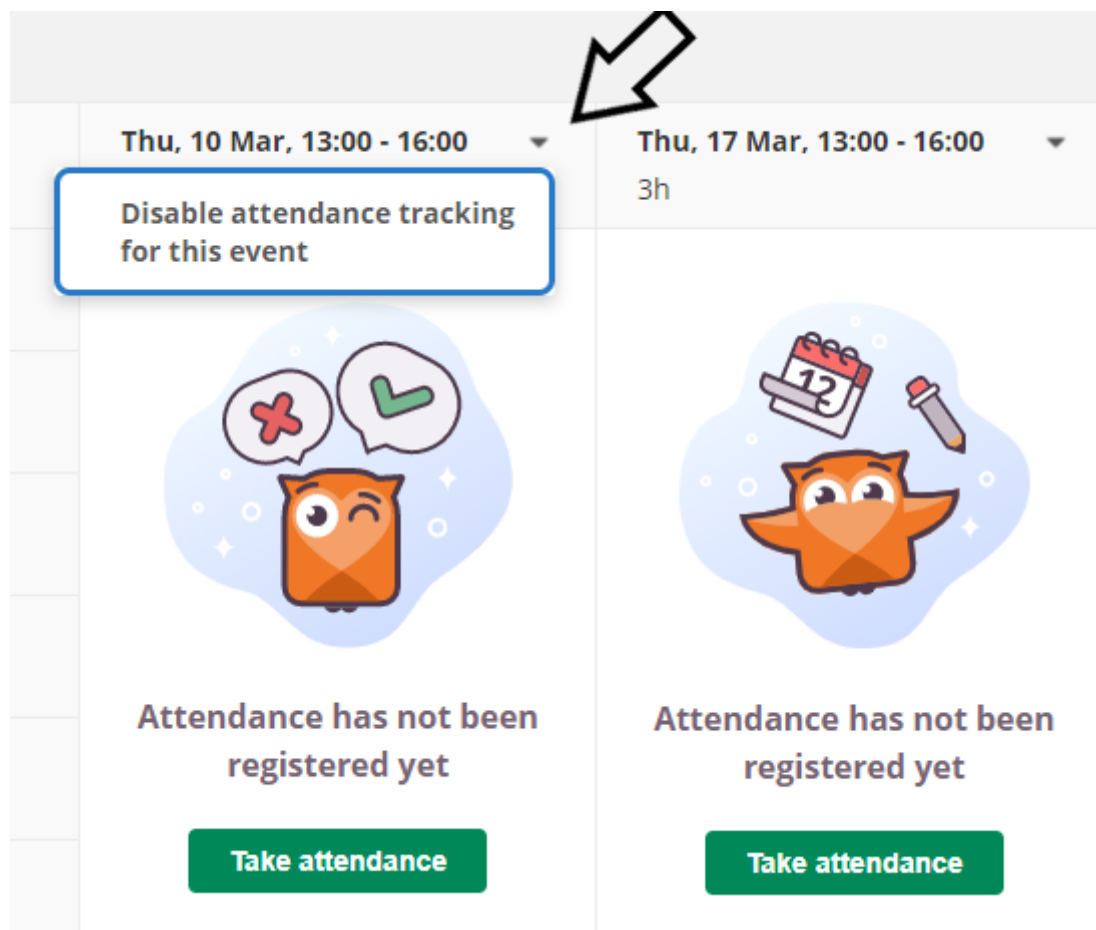 Thu, 10 Mar, 13:00 - 16:00
Disable attendance tracking
for this event
Attendance has not been
registered yet
Take attendance
Thu, 17 Mar, 13:00 - 16:00
3h
12
Attendance has not been
registered yet
Take attendance